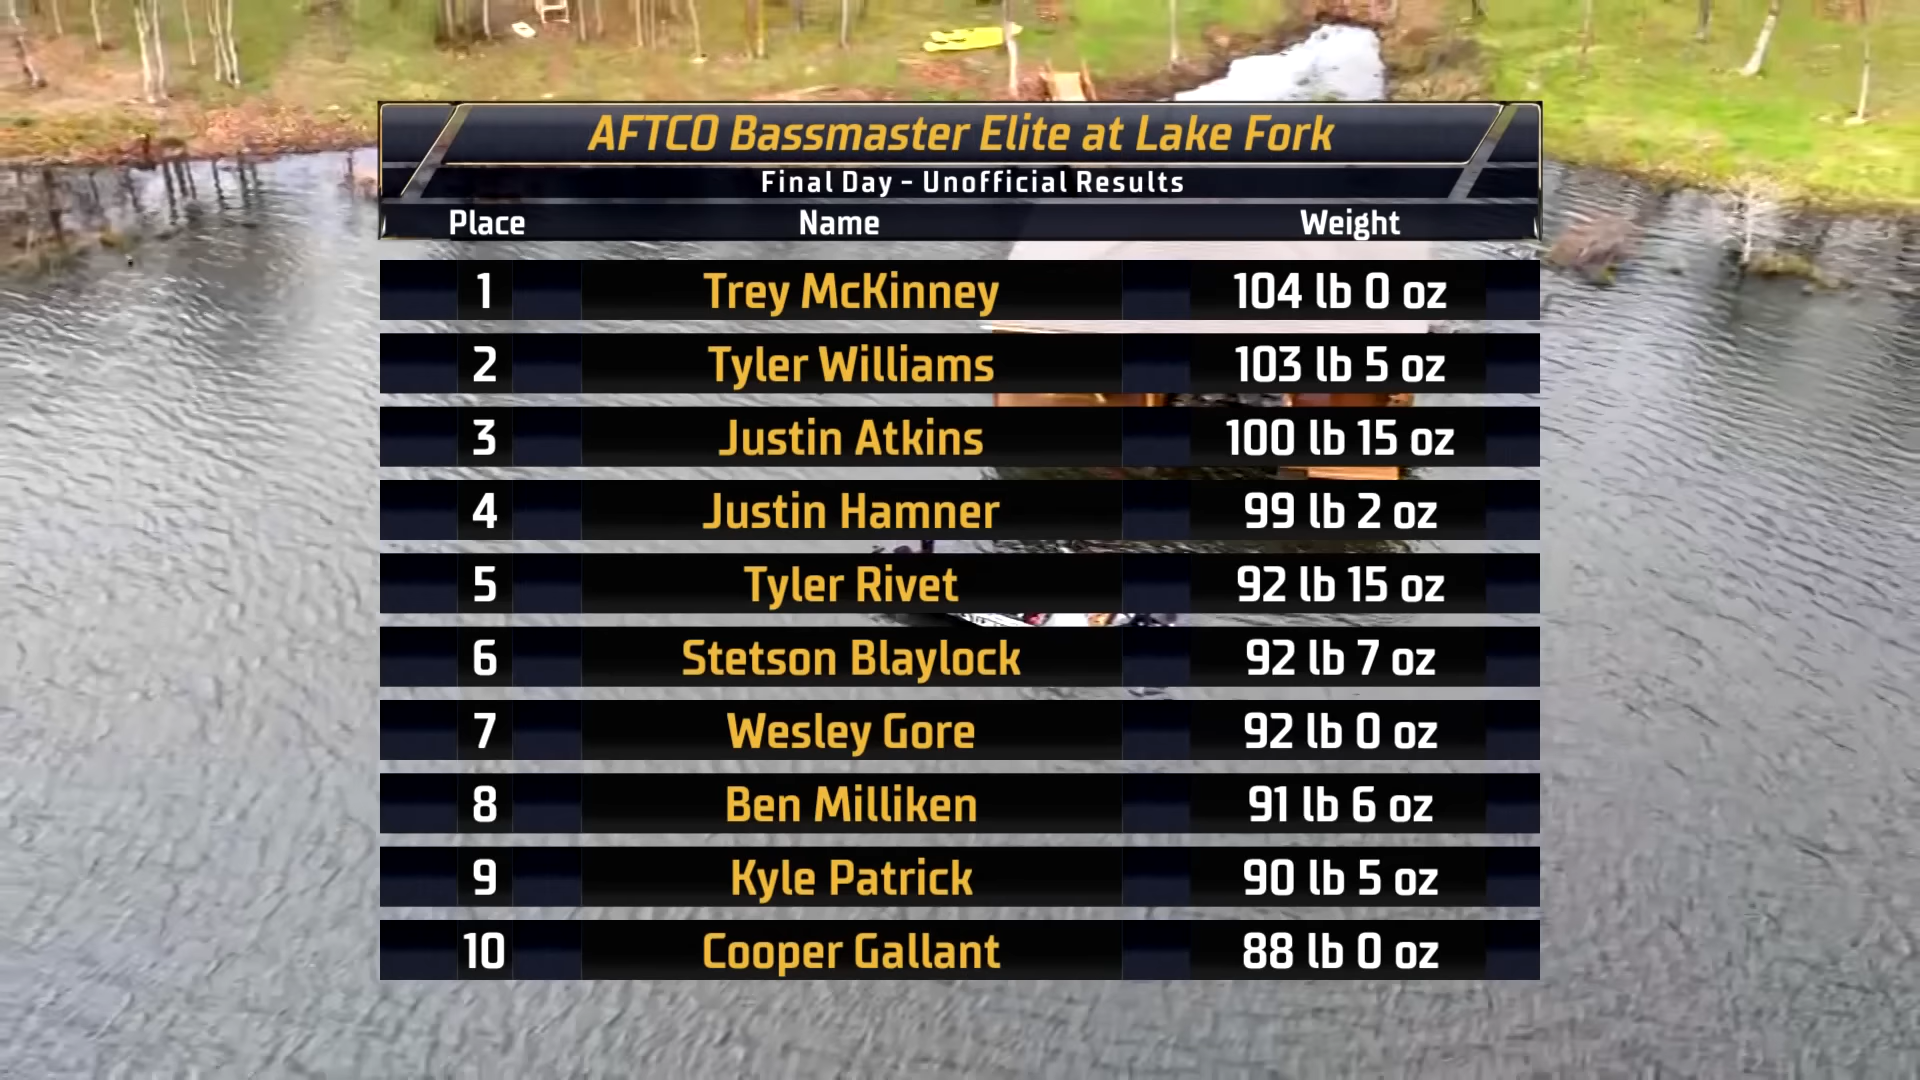 AFTCO Bassmaster Elite at Lake Fork
Final Day - Unofficial Results
Place Name Weight
1 Trey McKinney 104 lb 0 oz
2 Tyler Williams 103 lb 5 oz
3 Justin Atkins 100 lb 15 oz
4 Justin Hamner 99 lb 2 oz
5 Tyler Rivet 92 lb 15 oz
6 Stetson Blaylock 92 lb 7 oz
7 Wesley Gore 92 lb 0 oz
8 Ben Milliken 91 lb 6 oz
9 Kyle Patrick 90 lb 5 oz
10 Cooper Gallant 88 lb 0 oz